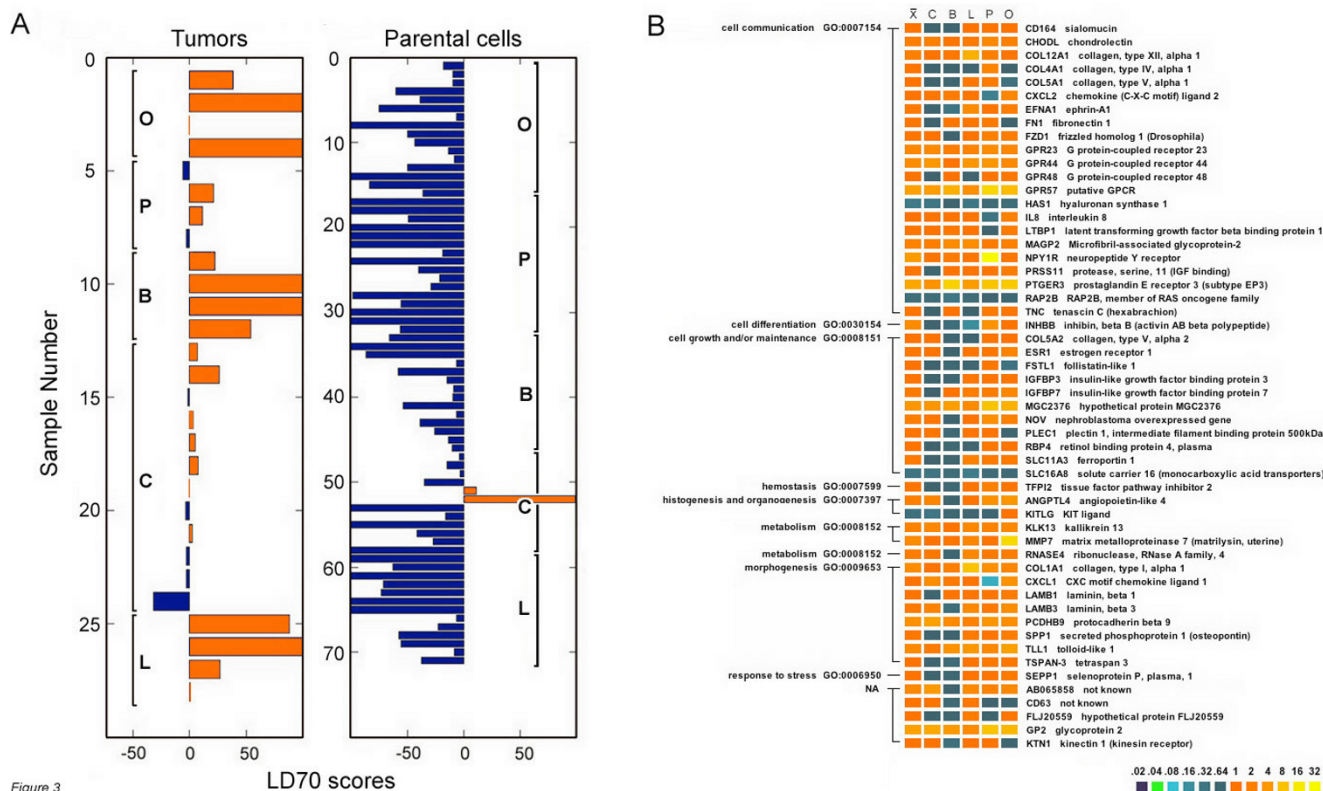 A
Tumors
Parental cells
0
5
10
15
20
25
0
10
20
30
40
50
60
70
O
P
B
C
L
O
P
B
C
L
Sample Number
-50 0 50
-50 0 50
LD70 scores
Figure 3
B
X̄ C B L P O
cell communication GO:0007154
CD164 sialomucin
CHODL chondrolectin
COL12A1 collagen, type XII, alpha 1
COL4A1 collagen, type IV, alpha 1
COL5A1 collagen, type V, alpha 1
CXCL2 chemokine (C-X-C motif) ligand 2
EFNA1 ephrin-A1
FN1 fibronectin 1
FZD1 frizzled homolog 1 (Drosophila)
GPR23 G protein-coupled receptor 23
GPR44 G protein-coupled receptor 44
GPR48 G protein-coupled receptor 48
GPR57 putative GPCR
HAS1 hyaluronan synthase 1
IL8 interleukin 8
LTBP1 latent transforming growth factor beta binding protein 1
MAGP2 Microfibril-associated glycoprotein-2
NPY1R neuropeptide Y receptor
PRSS11 protease, serine, 11 (IGF binding)
PTGER3 prostaglandin E receptor 3 (subtype EP3)
RAP2B RAP2B, member of RAS oncogene family
TNC tenascin C (hexabrachion)
cell differentiation GO:0030154
INHBB inhibin, beta B (activin AB beta polypeptide)
cell growth and/or maintenance GO:0008151
COL5A2 collagen, type V, alpha 2
ESR1 estrogen receptor 1
FSTL1 follistatin-like 1
IGFBP3 insulin-like growth factor binding protein 3
IGFBP7 insulin-like growth factor binding protein 7
MGC2376 hypothetical protein MGC2376
NOV nephroblastoma overexpressed gene
PLEC1 plectin 1, intermediate filament binding protein 500kDa
RBP4 retinol binding protein 4, plasma
SLC11A3 ferroportin 1
SLC16A8 solute carrier 16 (monocarboxylic acid transporters)
hemostasis GO:0007599
TFPI2 tissue factor pathway inhibitor 2
histogenesis and organogenesis GO:0007397
ANGPTL4 angiopoietin-like 4
KITLG KIT ligand
metabolism GO:0008152
KLK13 kallikrein 13
MMP7 matrix metalloproteinase 7 (matrilysin, uterine)
metabolism GO:0008152
RNASE4 ribonuclease, RNase A family, 4
morphogenesis GO:0009653
COL1A1 collagen, type I, alpha 1
CXCL1 CXC motif chemokine ligand 1
LAMB1 laminin, beta 1
LAMB3 laminin, beta 3
PCDHB9 protocadherin beta 9
SPP1 secreted phosphoprotein 1 (osteopontin)
TLL1 tolloid-like 1
TSPAN-3 tetraspan 3
response to stress GO:0006950
SEPP1 selenoprotein P, plasma, 1
NA
AB065858 not known
CD63 not known
FLJ20559 hypothetical protein FLJ20559
GP2 glycoprotein 2
KTN1 kinectin 1 (kinesin receptor)
.02 .04 .08 .16 .32 .64 1 2 4 8 16 32